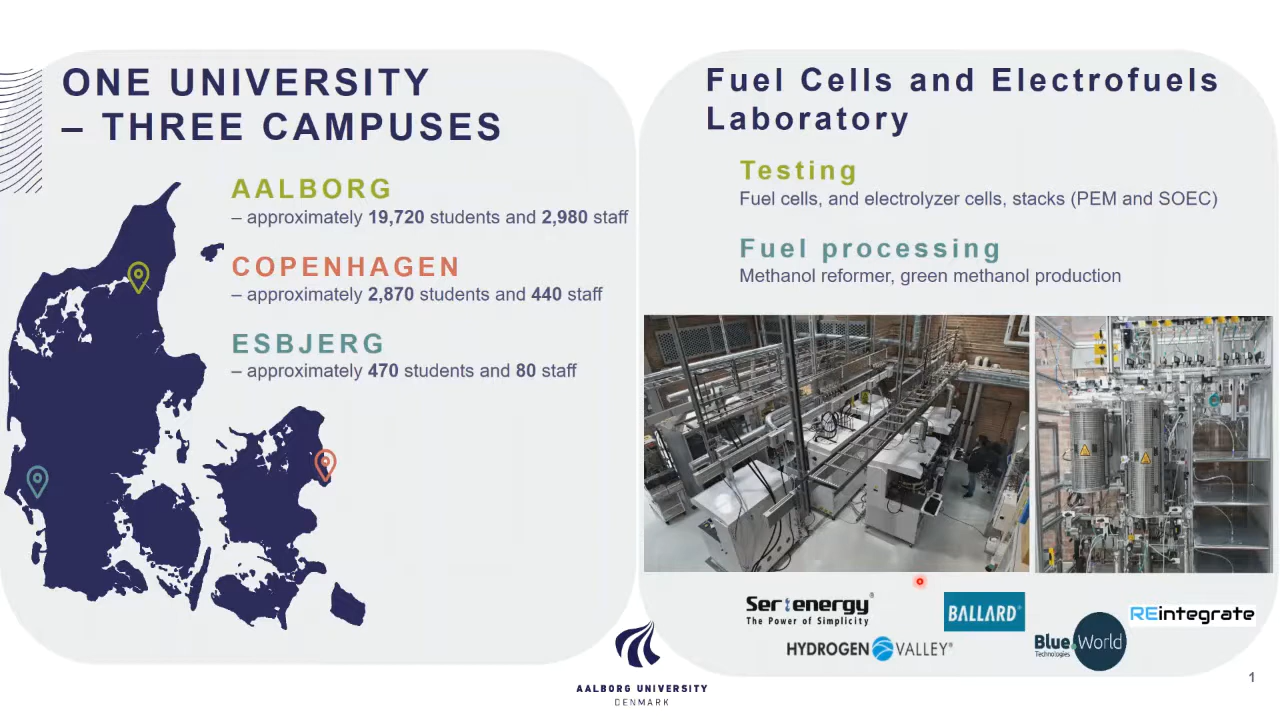 ONE UNIVERSITY
– THREE CAMPUSES
AALBORG
– approximately 19,720 students and 2,980 staff
COPENHAGEN
– approximately 2,870 students and 440 staff
ESBJERG
– approximately 470 students and 80 staff
Fuel Cells and Electrofuels
Laboratory
Testing
Fuel cells, and electrolyzer cells, stacks (PEM and SOEC)
Fuel processing
Methanol reformer, green methanol production
Serenergy®
The Power of Simplicity
BALLARD®
REintegrate
HYDROGEN VALLEY®
Blue World
Technologies
AALBORG UNIVERSITY
DENMARK
1